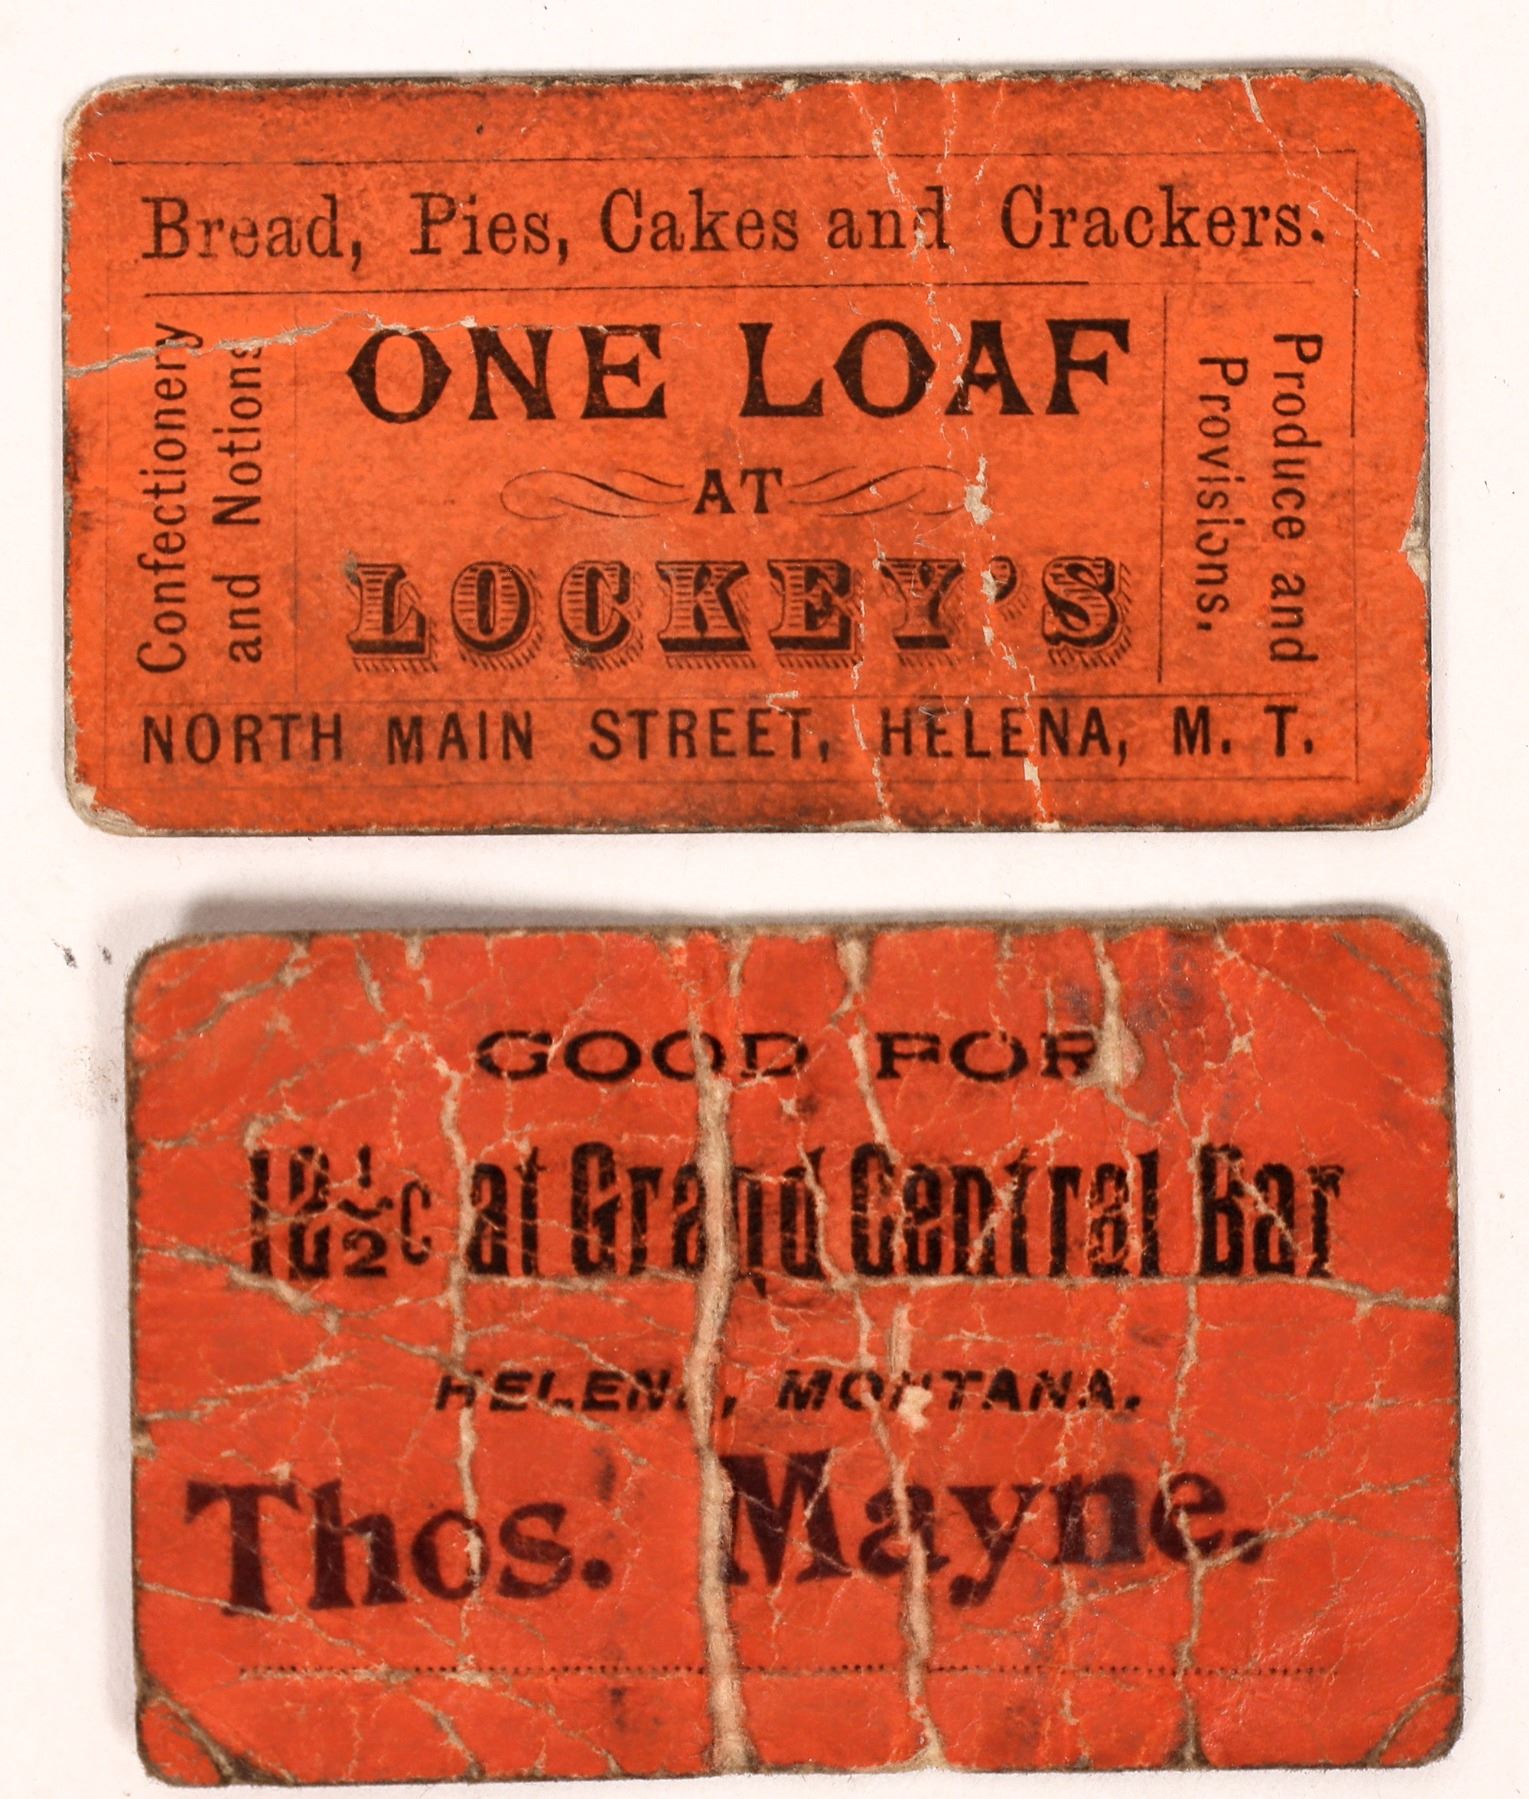 Bread, Pies, Cakes and Crackers.
Confectionery
and Notions
ONE LOAF
AT
LOCKEY'S
Produce and
Provisions.
NORTH MAIN STREET, HELENA, M. T.
GOOD FOR
12½c at Grand Central Bar
HELENA, MONTANA.
Thos. Mayne.